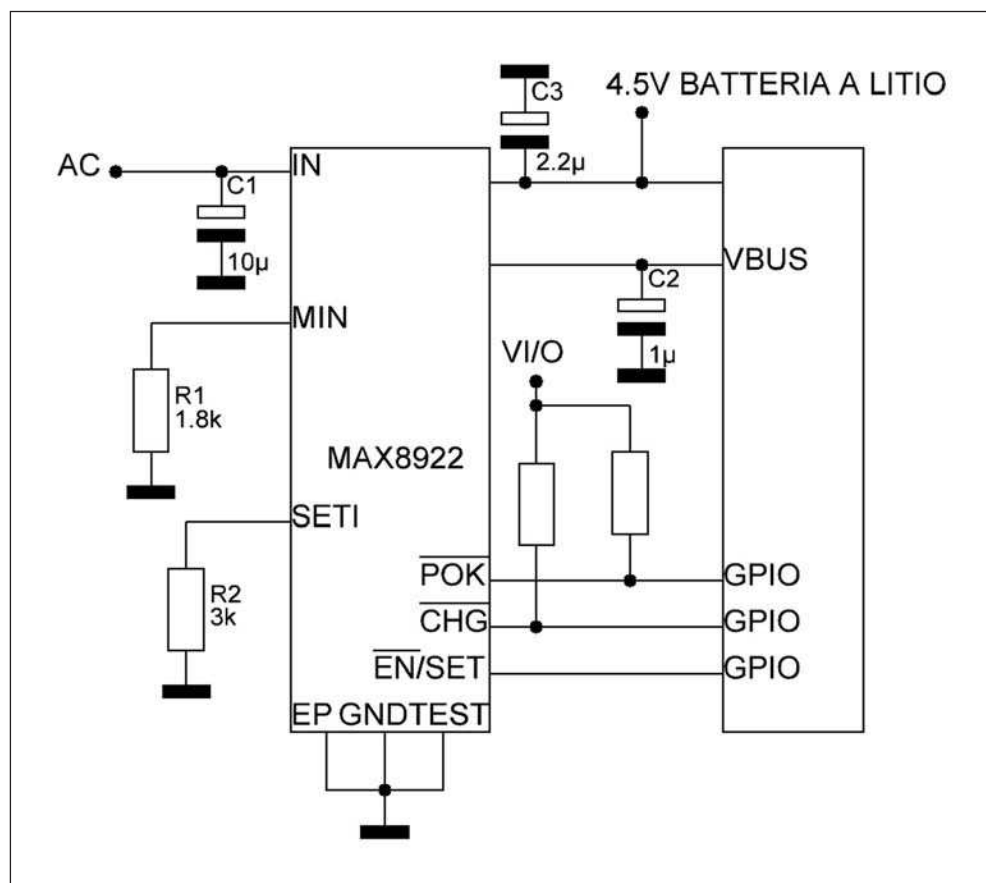 C3
4.5V BATTERIA A LITIO
2.2µ
AC
IN
C1
10µ
VBUS
C2
1µ
MIN
VI/O
R1
1.8k
MAX8922
SETI
R2
3k
POK
GPIO
CHG
GPIO
EN/SET
GPIO
EP GNDTEST